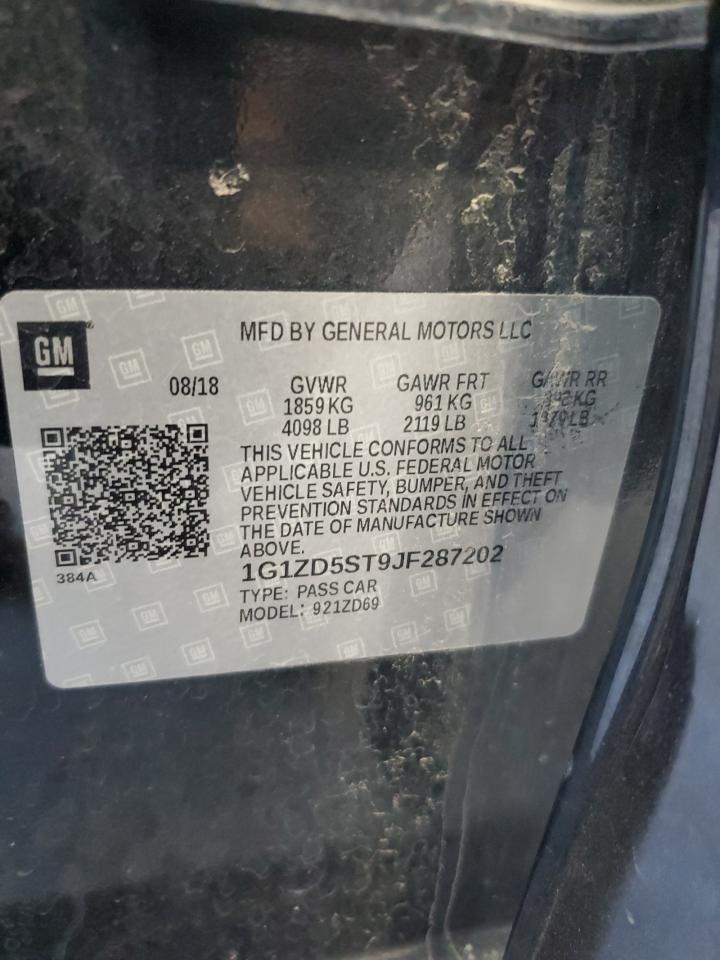 GM
MFD BY GENERAL MOTORS LLC
08/18
GVWR GAWR FRT GAWR RR
1859 KG 961 KG KG
4098 LB 2119 LB LB
THIS VEHICLE CONFORMS TO ALL
APPLICABLE U.S. FEDERAL MOTOR
VEHICLE SAFETY, BUMPER, AND THEFT
PREVENTION STANDARDS IN EFFECT ON
THE DATE OF MANUFACTURE SHOWN
ABOVE.
384A
1G1ZD5ST9JF287202
TYPE: PASS CAR
MODEL: 921ZD69